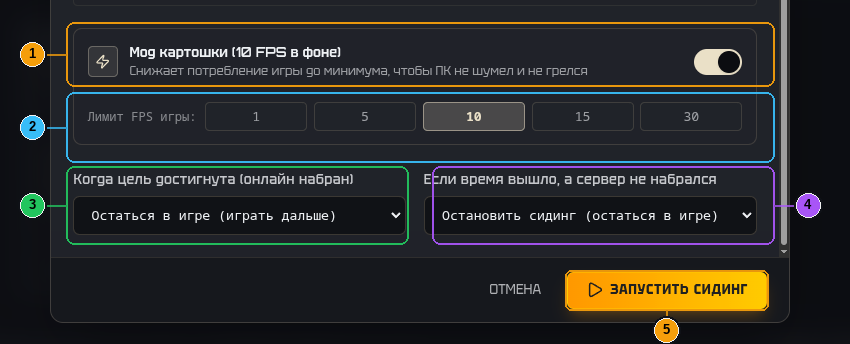 1
Мод картошки (10 FPS в фоне)
Снижает потребление игры до минимума, чтобы ПК не шумел и не грелся
2
Лимит FPS игры: 1 5 10 15 30
Когда цель достигнута (онлайн набран)
Если время вышло, а сервер не набрался
3
Остаться в игре (играть дальше)
Остановить сидинг (остаться в игре)
4
ОТМЕНА
ЗАПУСТИТЬ СИДИНГ
5